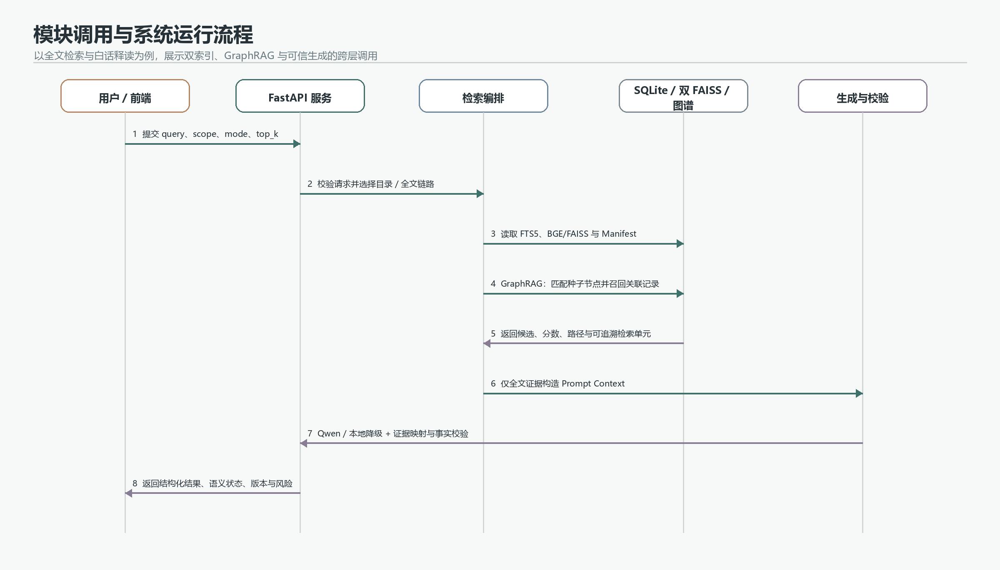 模块调用与系统运行流程
以全文检索与白话释读为例，展示双索引、GraphRAG 与可信生成的跨层调用
用户 / 前端
FastAPI 服务
检索编排
SQLite / 双 FAISS /
图谱
生成与校验
1 提交 query、scope、mode、top_k
2 校验请求并选择目录 / 全文链路
3 读取 FTS5、BGE/FAISS 与 Manifest
4 GraphRAG：匹配种子节点并召回关联记录
5 返回候选、分数、路径与可追溯检索单元
6 仅全文证据构造 Prompt Context
7 Qwen / 本地降级 + 证据映射与事实校验
8 返回结构化结果、语义状态、版本与风险